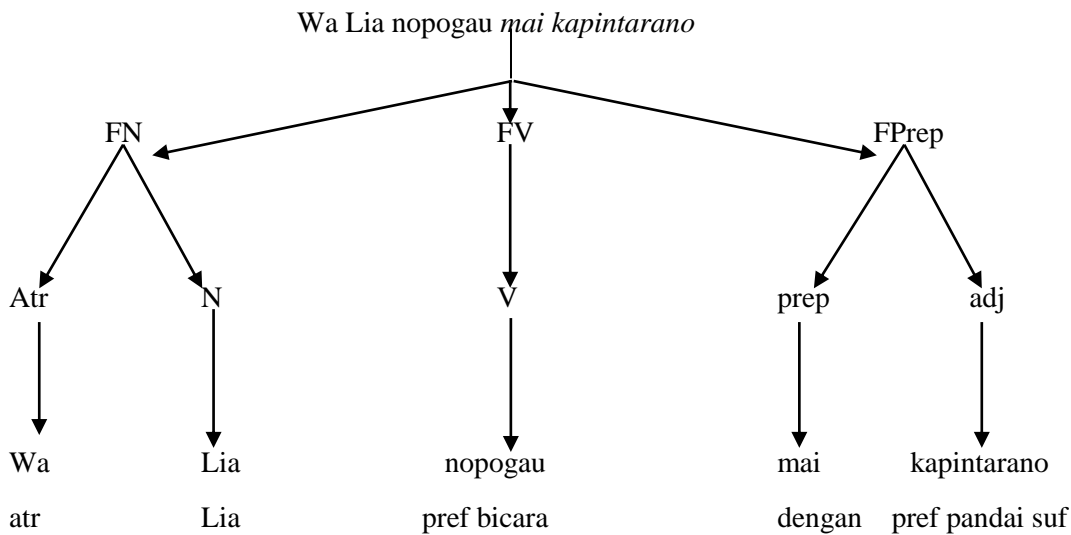 Wa Lia nopogau mai kapintarano
FN FV FPrep
Atr N V prep adj
Wa Lia nopogau mai kapintarano
atr Lia pref bicara dengan pref pandai suf